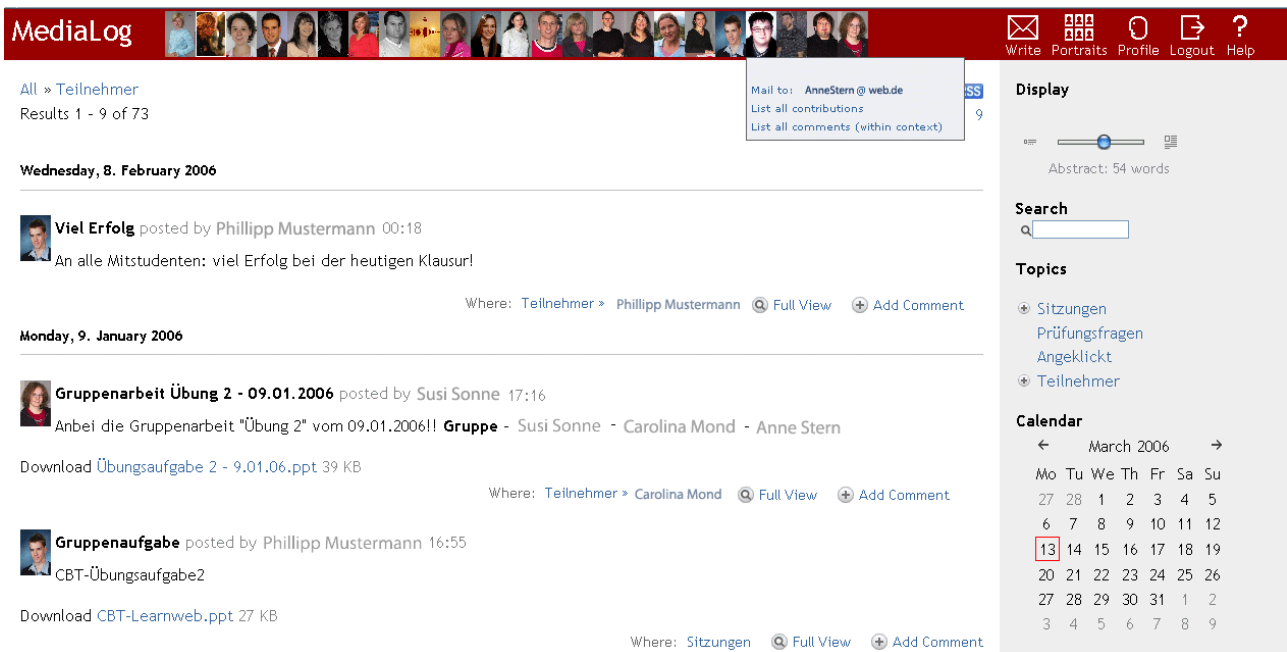 MediaLog
Write Portraits Profile Logout Help
All » Teilnehmer
Results 1 - 9 of 73
Mail to: AnneStern @ web.de
List all contributions
List all comments (within context)
SS
9
Wednesday, 8. February 2006
Viel Erfolg posted by Phillipp Mustermann 00:18
An alle Mitstudenten: viel Erfolg bei der heutigen Klausur!
Where: Teilnehmer » Phillipp Mustermann Full View Add Comment
Monday, 9. January 2006
Gruppenarbeit Übung 2 - 09.01.2006 posted by Susi Sonne 17:16
Anbei die Gruppenarbeit "Übung 2" vom 09.01.2006!! Gruppe - Susi Sonne - Carolina Mond - Anne Stern
Download Übungsaufgabe 2 - 9.01.06.ppt 39 KB
Where: Teilnehmer » Carolina Mond Full View Add Comment
Gruppenaufgabe posted by Phillipp Mustermann 16:55
CBT-Übungsaufgabe2
Download CBT-Learnweb.ppt 27 KB
Where: Sitzungen Full View Add Comment
Display
Abstract: 54 words
Search
Topics
Sitzungen
Prüfungsfragen
Angeklickt
Teilnehmer
Calendar
← March 2006 →
Mo Tu We Th Fr Sa Su
27 28 1 2 3 4 5
6 7 8 9 10 11 12
13 14 15 16 17 18 19
20 21 22 23 24 25 26
27 28 29 30 31 1 2
3 4 5 6 7 8 9